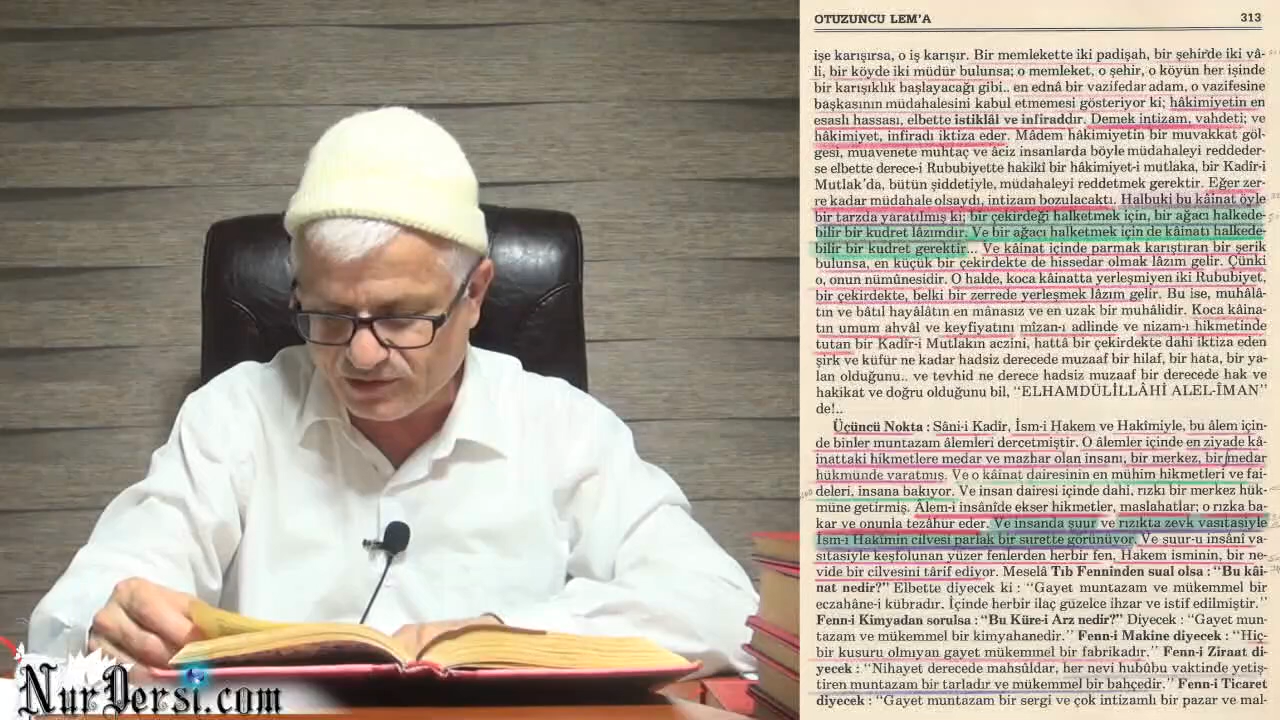 OTUZUNCU LEM'A 313
işe karışırsa, o iş karışır. Bir memlekette iki padişah, bir şehirde iki vâ-
li, bir köyde iki müdür bulunsa; o memleket, o şehir, o köyün her işinde
bir karışıklık başlayacağı gibi.. en ednâ bir vazifedar adam, o vazifesine
başkasının müdahalesini kabul etmemesi gösteriyor ki; hâkimiyetin en
esaslı hassası, elbette istiklâl ve infiraddır. Demek intizam, vahdeti; ve
hâkimiyet, infiradı iktiza eder. Mâdem hâkimiyetin bir muvakkat göl-
gesi, muavenete muhtaç ve âciz insanlarda böyle müdahaleyi reddeder-
se elbette derece-i Rububiyette hakikî bir hâkimiyet-i mutlaka, bir Kadîr-i
Mutlak'da, bütün şiddetiyle, müdahaleyi reddetmek gerektir. Eğer zer-
re kadar müdahale olsaydı, intizam bozulacaktı. Halbuki bu kâinat öyle
bir tarzda yaratılmış ki; bir çekirdeği halketmek için, bir ağacı halkede-
bilir bir kudret lâzımdır. Ve bir ağacı halketmek için de kâinatı halkede-
bilir bir kudret gerektir... Ve kâinat içinde parmak karıştıran bir şerik
bulunsa, en küçük bir çekirdekte de hissedar olmak lâzım gelir. Çünki
o, onun nümûnesidir. O halde, koca kâinatta yerleşmiyen iki Rububiyet,
bir çekirdekte, belki bir zerrede yerleşmek lâzım gelir. Bu ise, muhâlâ-
tın ve bâtıl hayâlâtın en mânasız ve en uzak bir muhâlidir. Koca kâina-
tın umum ahvâl ve keyfiyatını mîzan-ı adlinde ve nizam-ı hikmetinde
tutan bir Kadîr-i Mutlakın aczini, hattâ bir çekirdekte dahi iktiza eden
şirk ve küfür ne kadar hadsiz derecede muzaaf bir hilaf, bir hata, bir ya-
lan olduğunu.. ve tevhid ne derece hadsiz muzaaf bir derecede hak ve
hakikat ve doğru olduğunu bil, "ELHAMDÜLİLLÂHİ ALEL-ÎMAN"
de!..
Üçüncü Nokta : Sâni-i Kadîr, İsm-i Hakem ve Hakîmiyle, bu âlem için-
de binler muntazam âlemleri dercetmiştir. O âlemler içinde en ziyade kâ-
inattaki hikmetlere medar ve mazhar olan insanı, bir merkez, bir medar
hükmünde yaratmış. Ve o kâinat dairesinin en mühim hikmetleri ve fai-
deleri, insana bakıyor. Ve insan dairesi içinde dahi, rızkı bir merkez hük-
müne getirmiş. Âlem-i insânîde ekser hikmetler, maslahatlar; o rızka ba-
kar ve onunla tezâhur eder. Ve insanda şuur ve rızıkta zevk vasıtasiyle
İsm-i Hakîmin cilvesi parlak bir surette görünüyor. Ve şuur-u insânî va-
sıtasiyle keşfolunan yüzer fenlerden herbir fen, Hakem isminin, bir ne-
vide bir cilvesini târif ediyor. Meselâ Tıb Fenninden sual olsa : "Bu kâi-
nat nedir?" Elbette diyecek ki : "Gayet muntazam ve mükemmel bir
eczahâne-i kübradır. İçinde herbir ilaç güzelce ihzar ve istif edilmiştir."
Fenn-i Kimyadan sorulsa : "Bu Küre-i Arz nedir?" Diyecek : "Gayet mun-
tazam ve mükemmel bir kimyahanedir." Fenn-i Makine diyecek : "Hiç-
bir kusuru olmıyan gayet mükemmel bir fabrikadır." Fenn-i Ziraat di-
yecek : "Nihayet derecede mahsûldar, her nevi hubûbu vaktinde yetiş-
tiren muntazam bir tarladır ve mükemmel bir bahçedir." Fenn-i Ticaret
diyecek : "Gayet muntazam bir sergi ve çok intizamlı bir pazar ve mal-
NurDersi.com